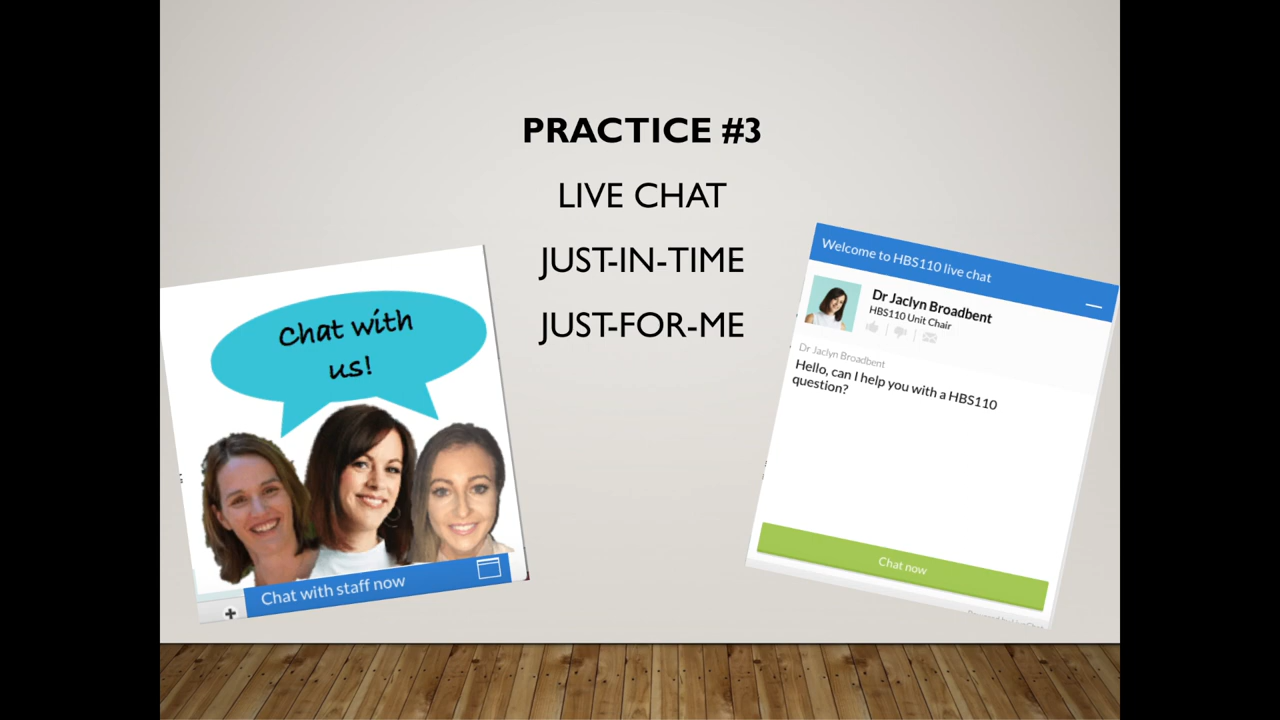 PRACTICE #3
LIVE CHAT
JUST-IN-TIME
JUST-FOR-ME
Chat with
us!
Chat with staff now
Welcome to HBS110 live chat
Dr Jaclyn Broadbent
HBS110 Unit Chair
Dr Jaclyn Broadbent
Hello, can I help you with a HBS110
question?
Chat now